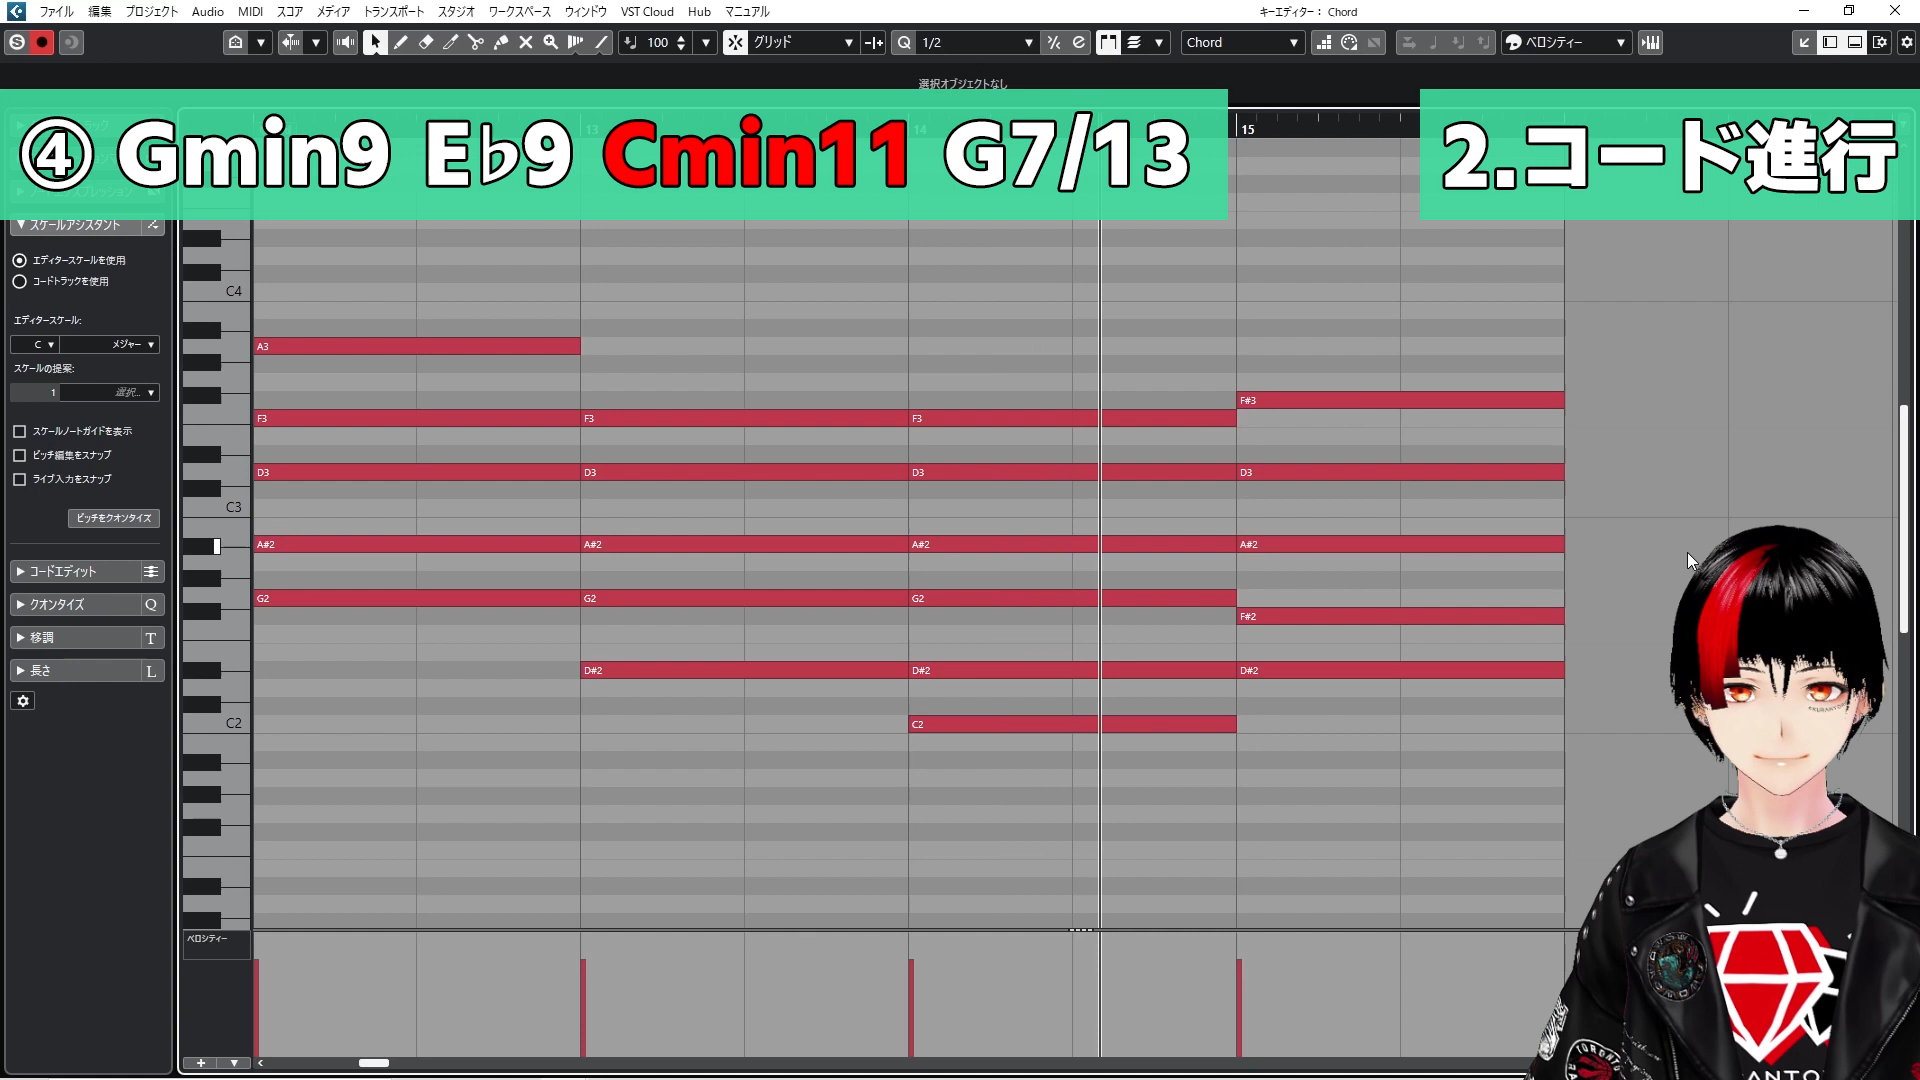 ファイル 編集 プロジェクト Audio MIDI スコア メディア トランスポート スタジオ ワークスペース ウィンドウ VST Cloud Hub マニュアル
キーエディター： Chord
100 グリッド 1/2 Chord ベロシティー
選択オブジェクトなし
④ Gmin9 E♭9 Cmin11 G7/13
2.コード進行
13 14 15
スケールアシスタント
エディタースケールを使用
コードトラックを使用
エディタースケール:
C メジャー
スケールの提案:
1 選択...
スケールノートガイドを表示
ピッチ編集をスナップ
ライブ入力をスナップ
ピッチをクオンタイズ
コードエディット
クオンタイズ Q
移調 T
長さ L
C4
C3
C2
A3
F3 F3 F3 F#3
D3 D3 D3 D3
A#2 A#2 A#2 A#2
G2 G2 G2
F#2
D#2 D#2 D#2
C2
ベロシティー
TORONTO
ANTO